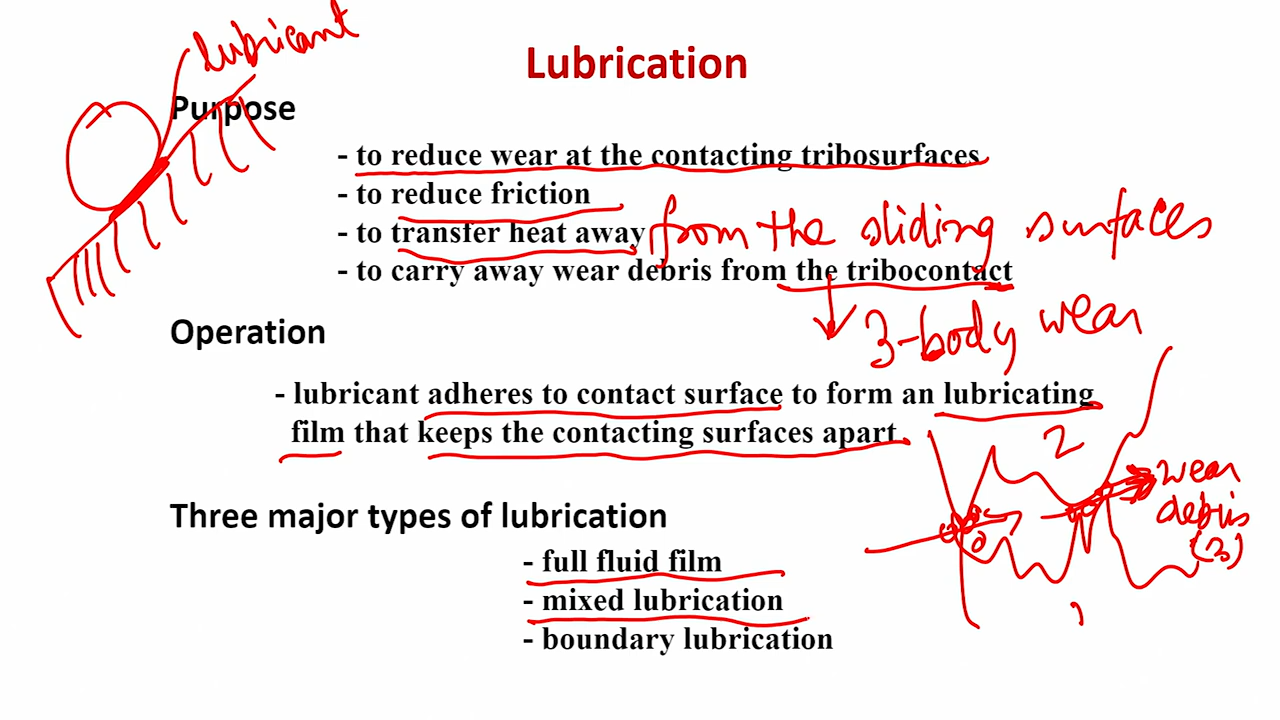 lubricant
Lubrication
Purpose
- to reduce wear at the contacting tribosurfaces
- to reduce friction
- to transfer heat away from the sliding surfaces
- to carry away wear debris from the tribocontact
3-body wear
Operation
- lubricant adheres to contact surface to form an lubricating
film that keeps the contacting surfaces apart.
2
wear
debris
(3)
Three major types of lubrication
- full fluid film
- mixed lubrication
- boundary lubrication